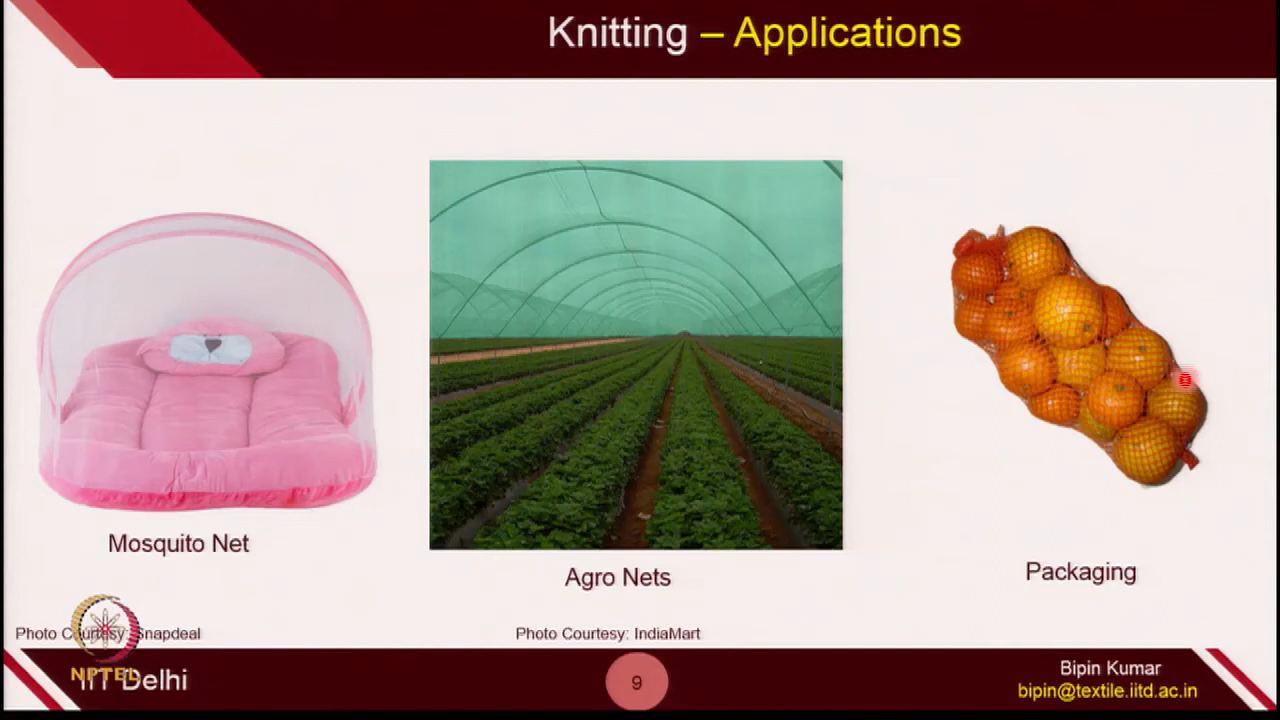 Knitting – Applications
Mosquito Net
Agro Nets
Packaging
Photo Courtesy: Snapdeal
Photo Courtesy: IndiaMart
NPTEL
IIT Delhi
9
Bipin Kumar
bipin@textile.iitd.ac.in